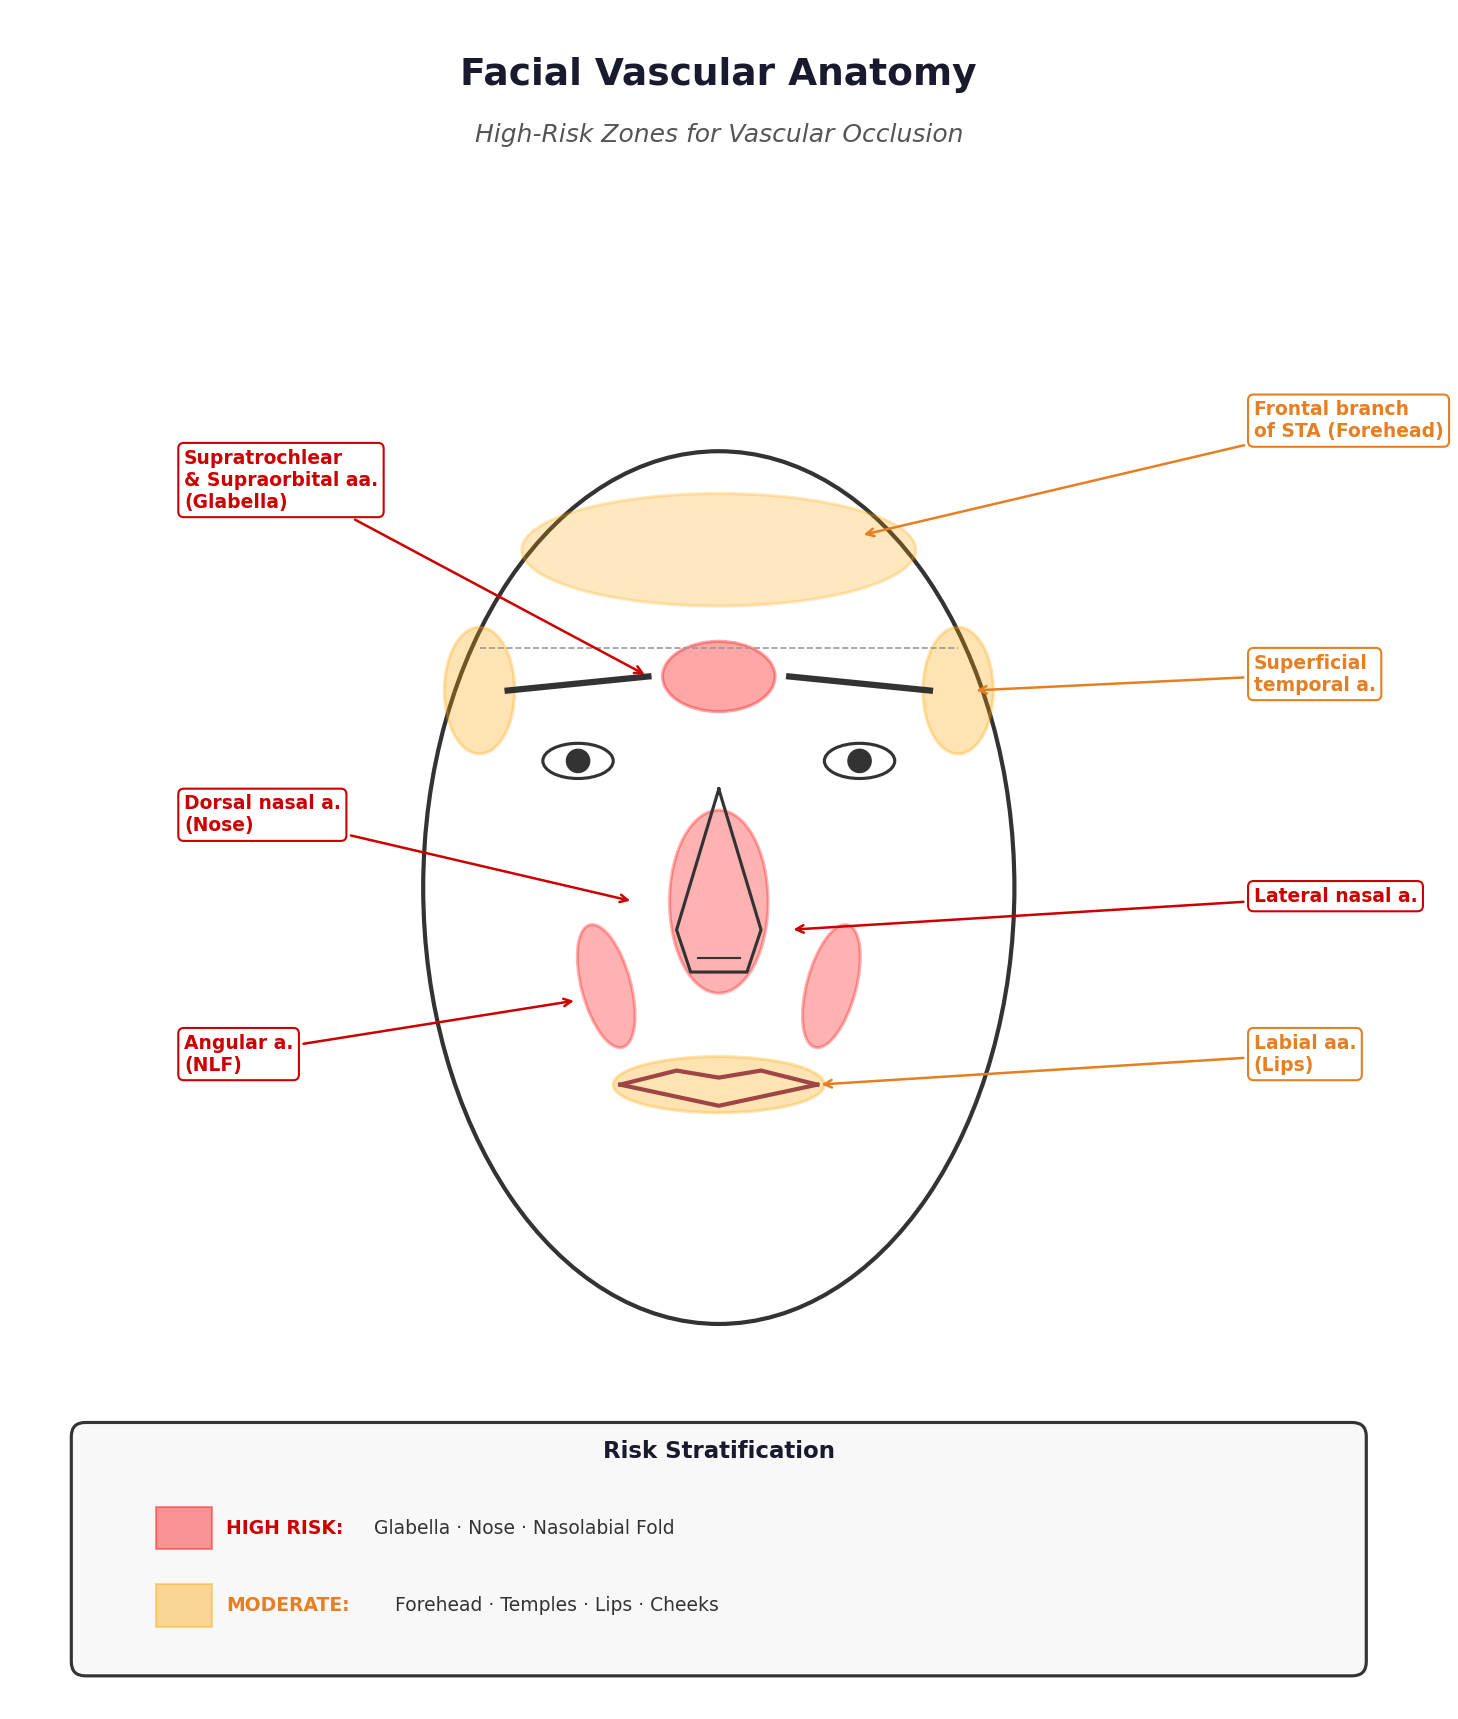 Facial Vascular Anatomy
High-Risk Zones for Vascular Occlusion
Frontal branch
of STA (Forehead)
Supratrochlear
& Supraorbital aa.
(Glabella)
Superficial
temporal a.
Dorsal nasal a.
(Nose)
Lateral nasal a.
Angular a.
(NLF)
Labial aa.
(Lips)
Risk Stratification
HIGH RISK: Glabella · Nose · Nasolabial Fold
MODERATE: Forehead · Temples · Lips · Cheeks